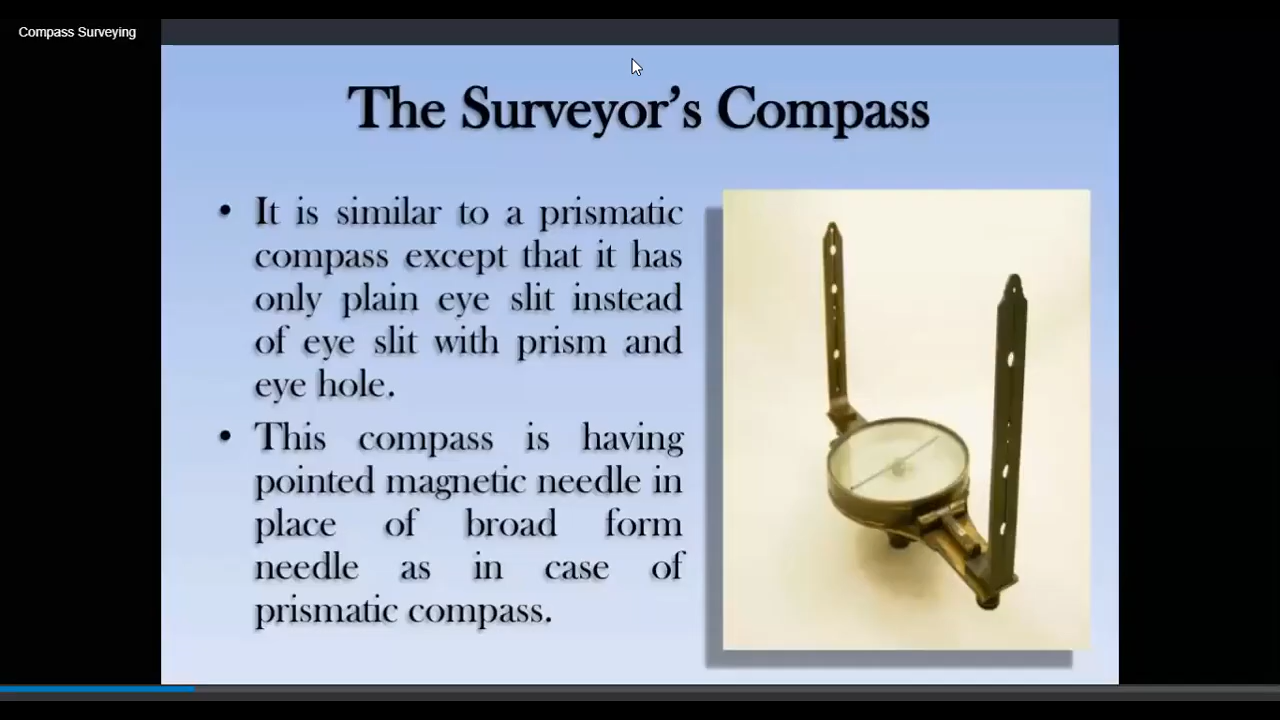 Compass Surveying
The Surveyor’s Compass
• It is similar to a prismatic
compass except that it has
only plain eye slit instead
of eye slit with prism and
eye hole.
• This compass is having
pointed magnetic needle in
place of broad form
needle as in case of
prismatic compass.